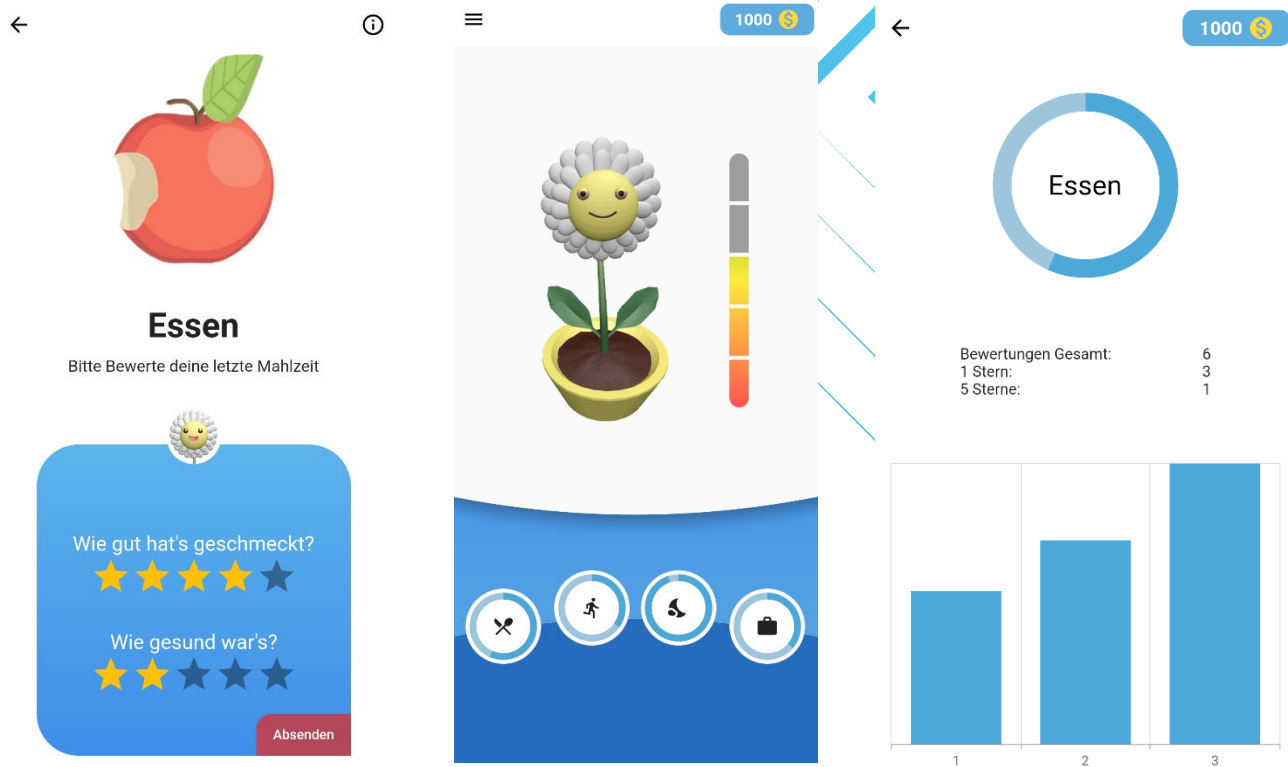 Essen
Bitte Bewerte deine letzte Mahlzeit
Wie gut hat's geschmeckt?
Wie gesund war's?
Absenden
1000 $
1000 $
Essen
Bewertungen Gesamt: 6
1 Stern: 3
5 Sterne: 1
1 2 3